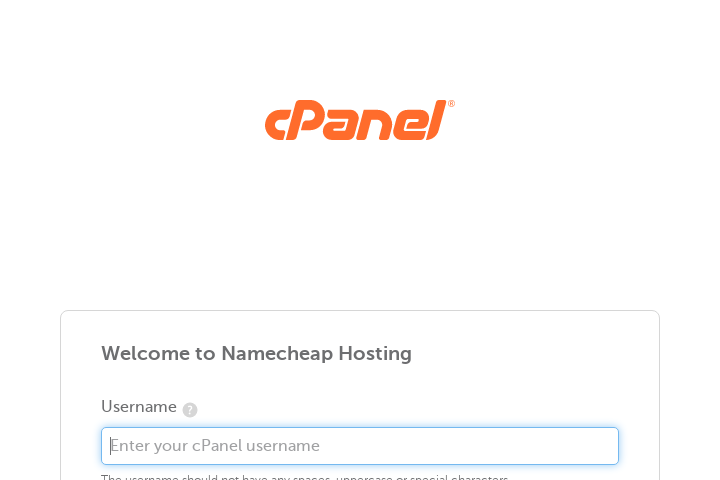 cPanel®
Welcome to Namecheap Hosting
Username ?
Enter your cPanel username
The username should not have any spaces, uppercase or special characters.